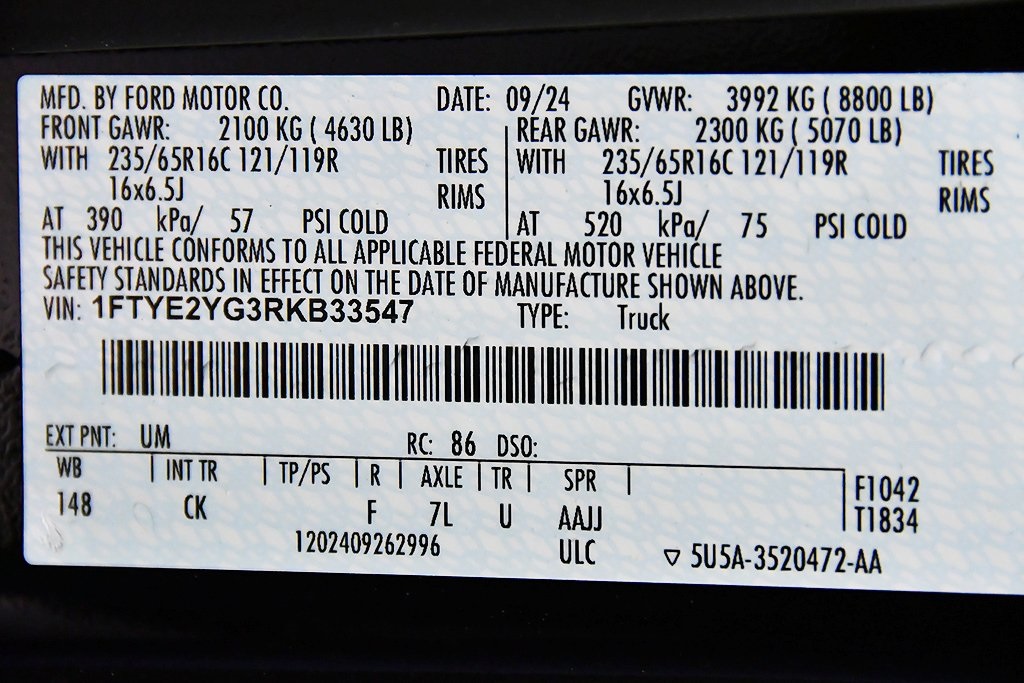 MFD. BY FORD MOTOR CO. DATE: 09/24 GVWR: 3992 KG ( 8800 LB)
FRONT GAWR: 2100 KG ( 4630 LB) REAR GAWR: 2300 KG ( 5070 LB)
WITH 235/65R16C 121/119R TIRES WITH 235/65R16C 121/119R TIRES
16x6.5J RIMS 16x6.5J RIMS
AT 390 kPa/ 57 PSI COLD AT 520 kPa/ 75 PSI COLD
THIS VEHICLE CONFORMS TO ALL APPLICABLE FEDERAL MOTOR VEHICLE
SAFETY STANDARDS IN EFFECT ON THE DATE OF MANUFACTURE SHOWN ABOVE.
VIN: 1FTYE2YG3RKB33547 TYPE: Truck
EXT PNT: UM RC: 86 DSO:
WB INT TR TP/PS R AXLE TR SPR F1042
148 CK F 7L U AAJJ T1834
1202409262996 ULC ▽ 5U5A-3520472-AA